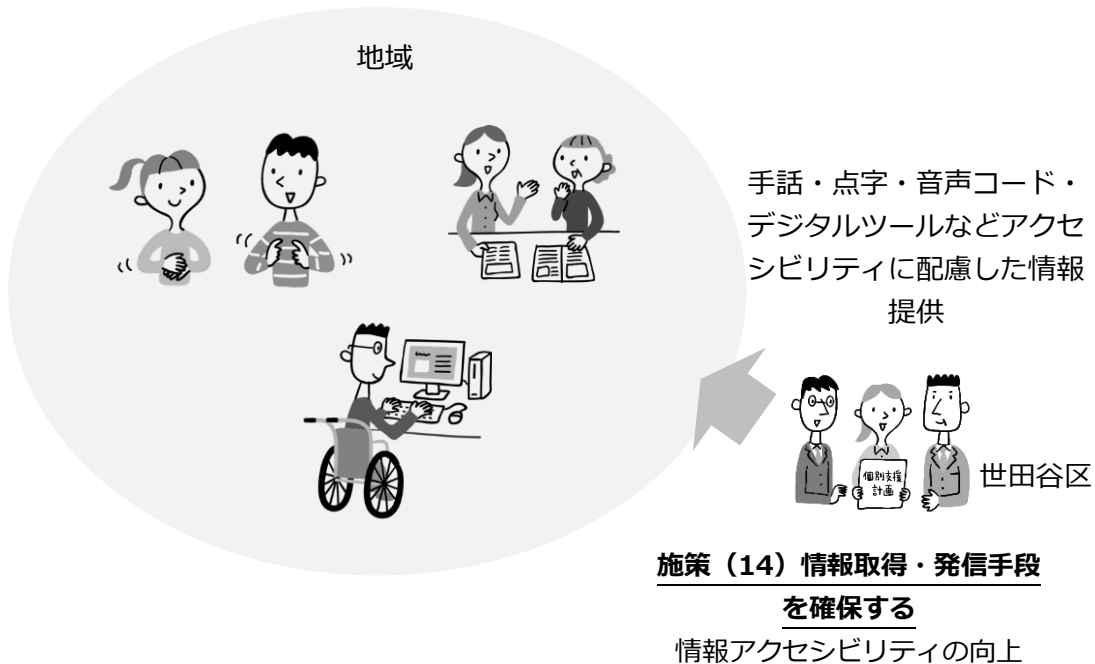 地域
手話・点字・音声コード・
デジタルツールなどアクセ
シビリティに配慮した情報
提供
個別支援
計画
世田谷区
施策（14）情報取得・発信手段
を確保する
情報アクセシビリティの向上